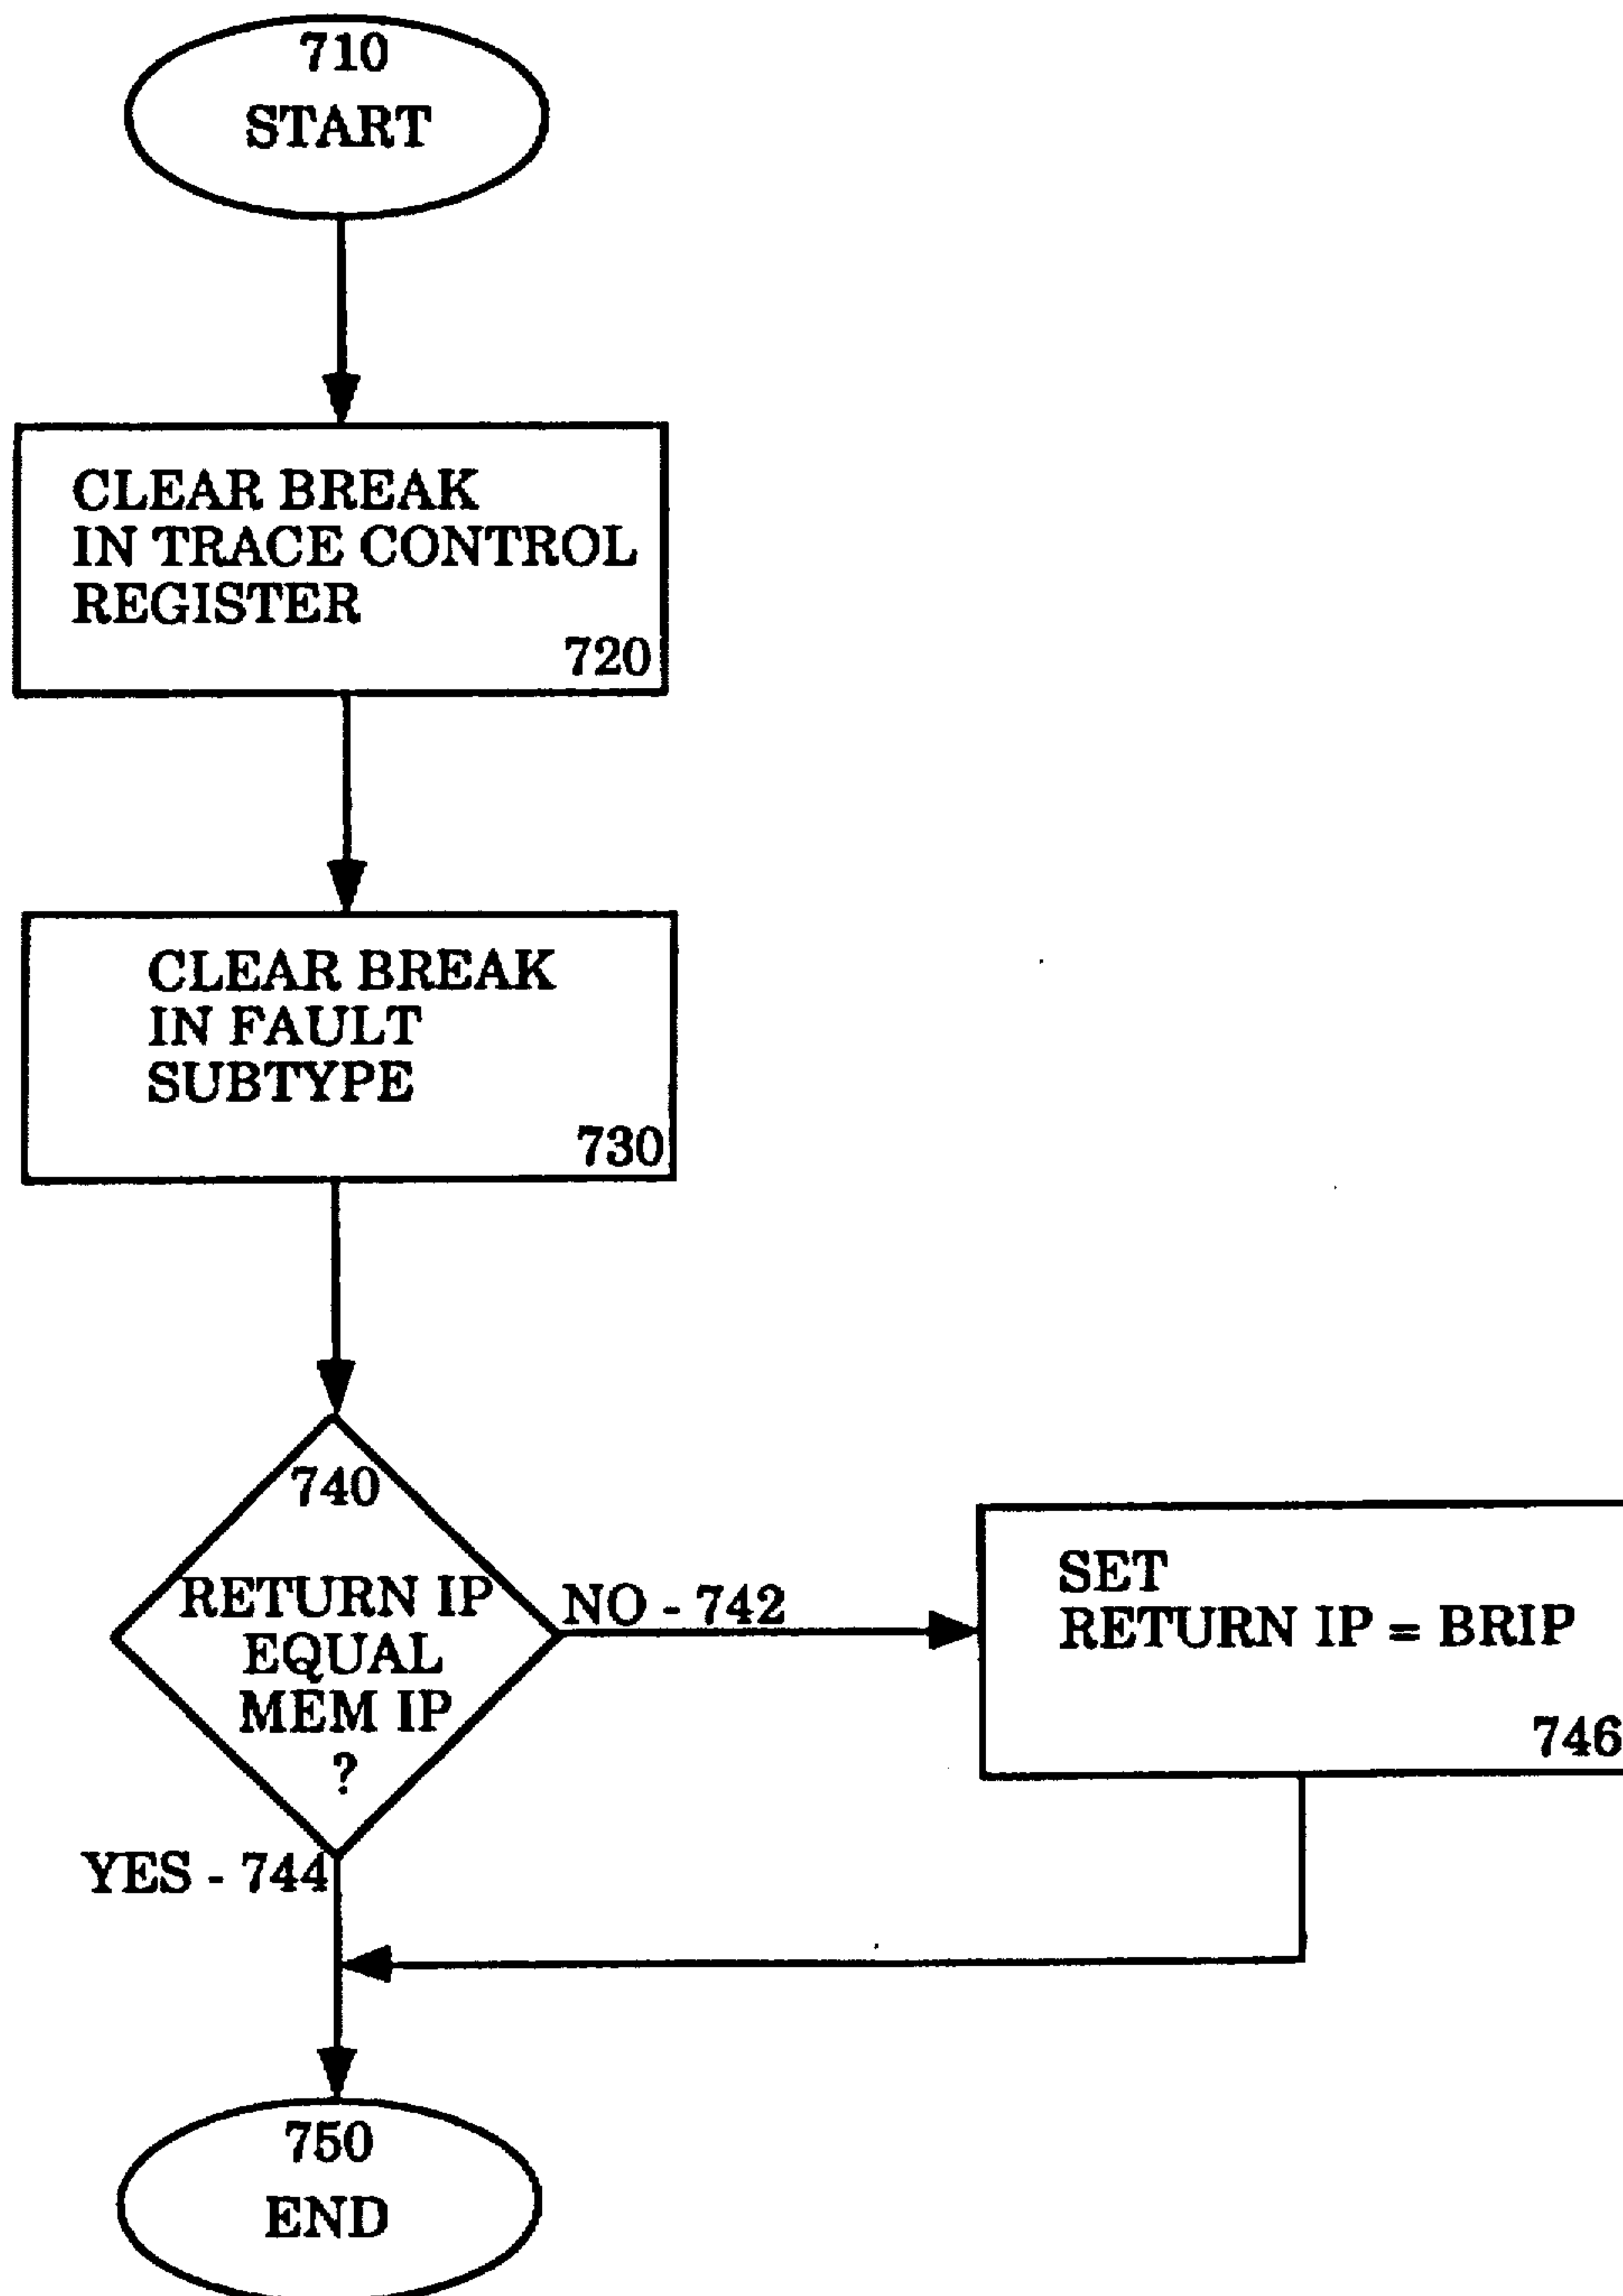 710
START
CLEAR BREAK
IN TRACE CONTROL
REGISTER
720
CLEAR BREAK
IN FAULT
SUBTYPE
730
740
RETURN IP
EQUAL
MEM IP
?
NO - 742
SET
RETURN IP = BRIP
746
YES - 744
750
END